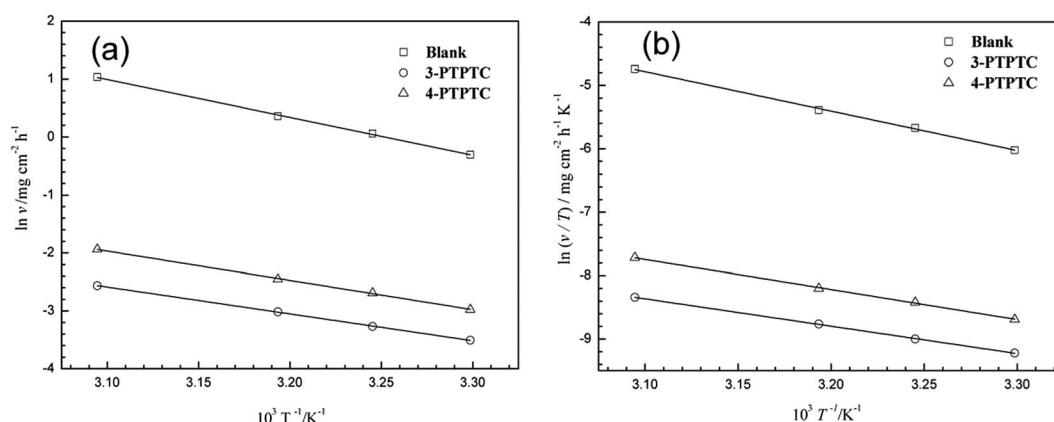 (a)
Blank
3-PTPTC
4-PTPTC
2
1
0
-1
-2
-3
-4
ln v/mg cm⁻² h⁻¹
3.10
3.15
3.20
3.25
3.30
10³ T⁻¹/K⁻¹
(b)
Blank
3-PTPTC
4-PTPTC
-4
-5
-6
-7
-8
-9
ln (v / T) / mg cm⁻² h⁻¹ K⁻¹
3.10
3.15
3.20
3.25
3.30
10³ T⁻¹/K⁻¹